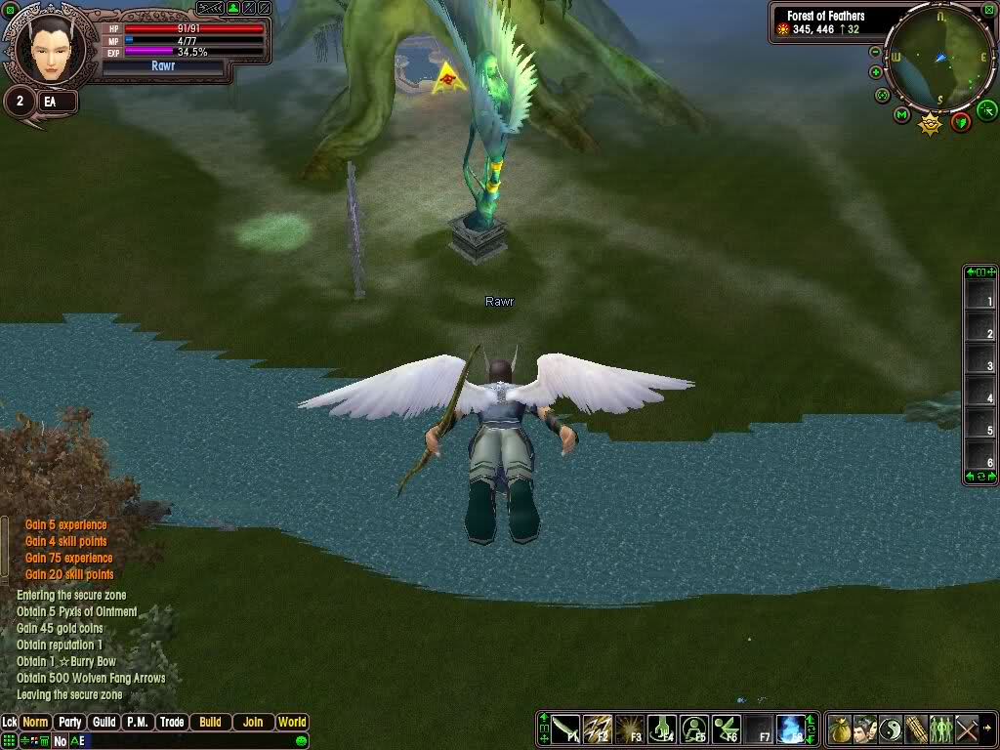 HP 91/91
MP 4/77
EXP 34,5%
Rawr
2 EA
Forest of Feathers
345, 446 ↑ 32
N
W E
S
M
Rawr
1
2
3
4
5
6
Gain 5 experience
Gain 4 skill points
Gain 75 experience
Gain 20 skill points
Entering the secure zone
Obtain 5 Pyxis of Ointment
Gain 45 gold coins
Obtain reputation 1
Obtain 1 ☆Burry Bow
Obtain 500 Wolven Fang Arrows
Leaving the secure zone
Lck Norm Party Guild P.M. Trade Build Join World
No AE
F1 F2 F3 F4 F5 F6 F7 F8